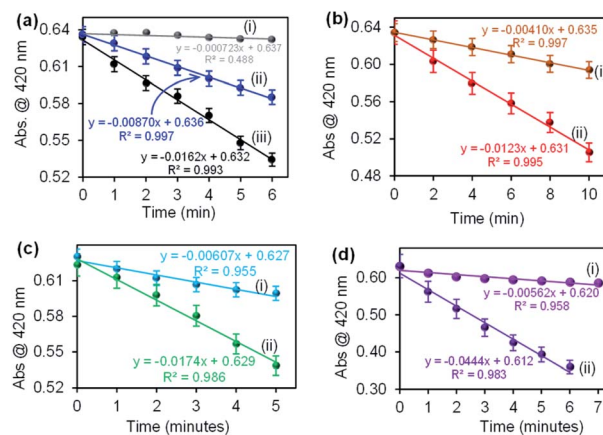 (a)
Abs. @ 420 nm
0.64
0.60
0.56
0.52
(i)
y = -0.000723x + 0.637
R² = 0.488
(ii)
y = -0.00870x + 0.636
R² = 0.997
(iii)
y = -0.0162x + 0.632
R² = 0.993
0 1 2 3 4 5 6
Time (min)
(b)
Abs. @ 420 nm
0.64
0.56
0.52
0.48
y = -0.00410x + 0.635
R² = 0.997
(i)
(ii)
y = -0.0123x + 0.631
R² = 0.995
0 2 4 6 8 10
Time (min)
(c)
Abs @ 420 nm
0.61
0.58
0.55
0.52
y = -0.00607x + 0.627
R² = 0.955
(i)
(ii)
y = -0.0174x + 0.629
R² = 0.986
0 1 2 3 4 5
Time (minutes)
(d)
Abs @ 420 nm
0.60
0.50
0.40
0.30
(i)
y = -0.00562x + 0.620
R² = 0.958
y = -0.0444x + 0.612
R² = 0.983
(ii)
0 1 2 3 4 5 6 7
Time (minutes)